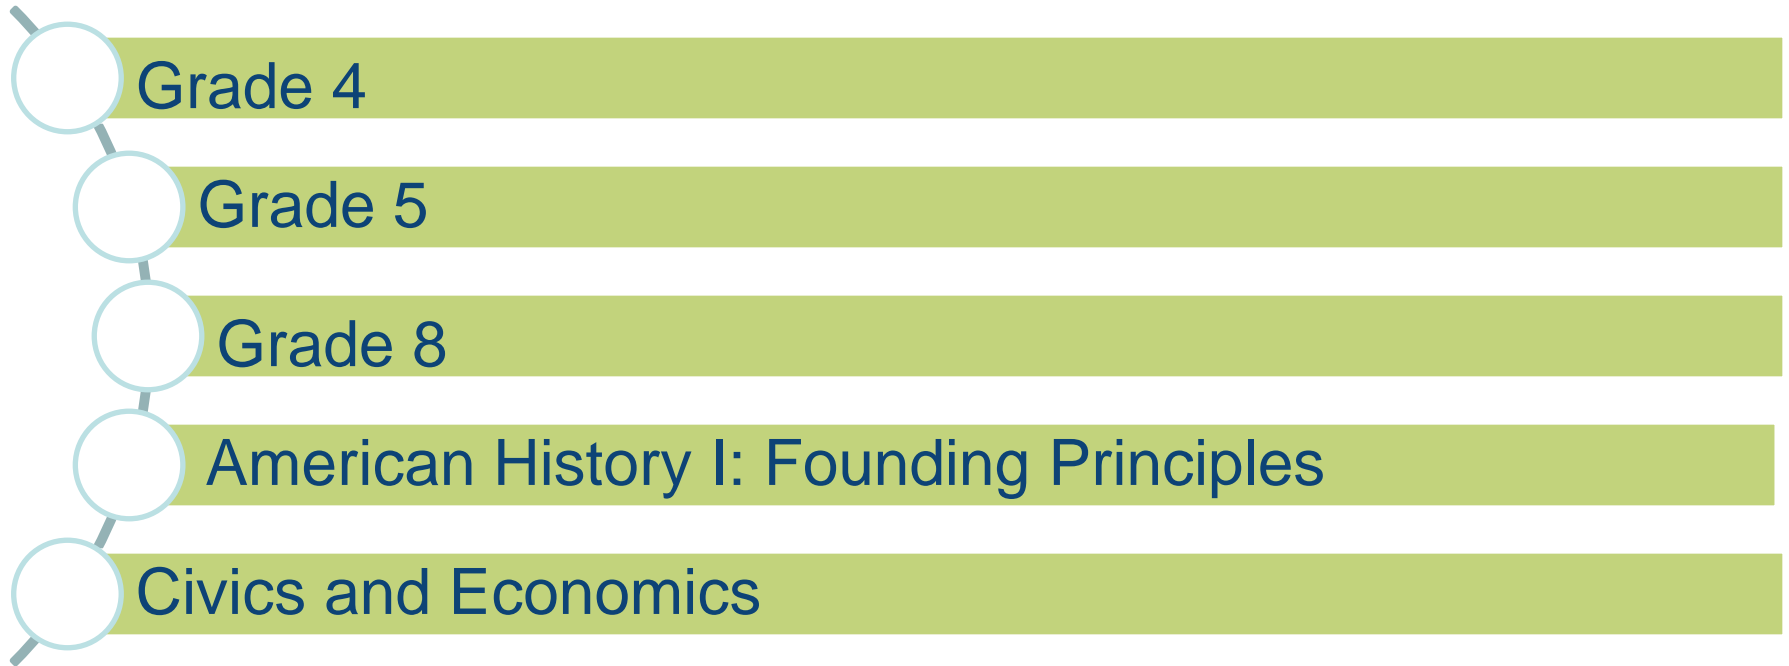 Grade 4
Grade 5
Grade 8
American History I: Founding Principles
Civics and Economics